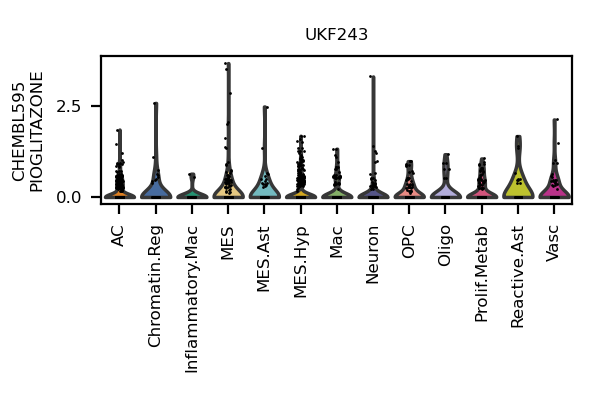 UKF243
CHEMBL595
PIOGLITAZONE
2.5
0.0
AC
Chromatin.Reg
Inflammatory.Mac
MES
MES.Ast
MES.Hyp
Mac
Neuron
OPC
Oligo
Prolif.Metab
Reactive.Ast
Vasc